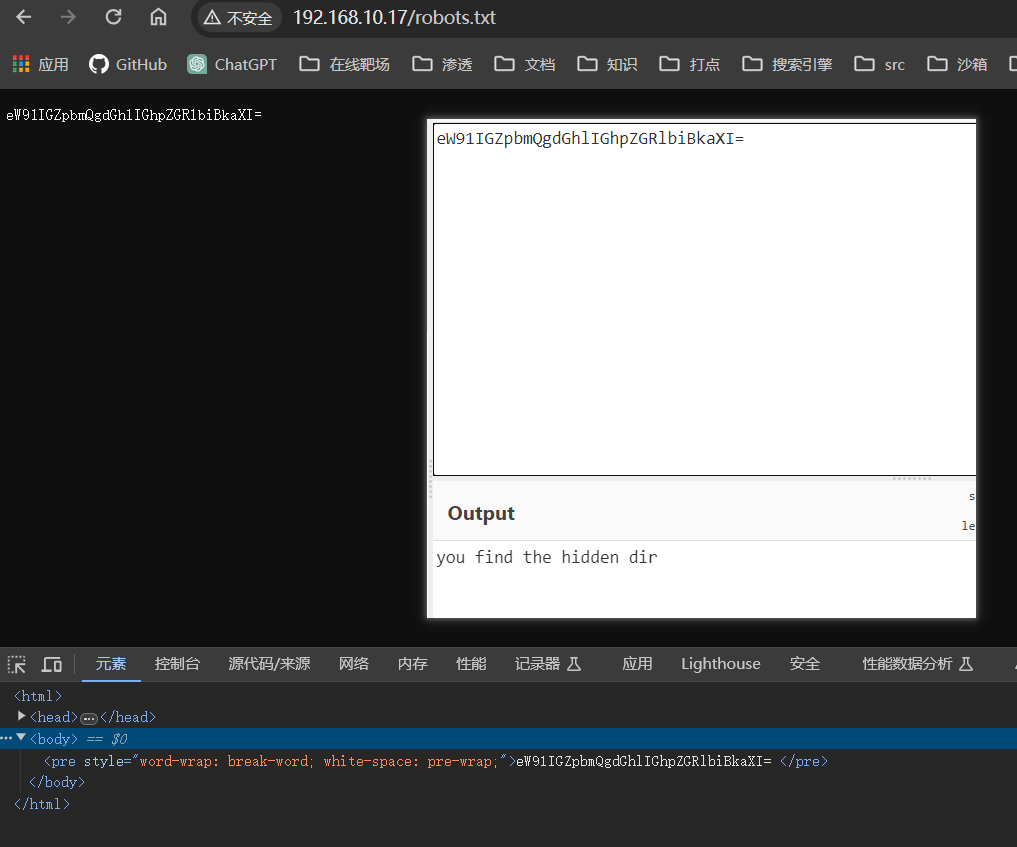 不安全 192.168.10.17/robots.txt
应用 GitHub ChatGPT 在线靶场 渗透 文档 知识 打点 搜索引擎 src 沙箱
eW91IGZpbmQgdGhlIGhpZGRlbiBkaXI=
eW91IGZpbmQgdGhlIGhpZGRlbiBkaXI=
s
Output
le
you find the hidden dir
元素 控制台 源代码/来源 网络 内存 性能 记录器 应用 Lighthouse 安全 性能数据分析
<html>
<head>…</head>
…<body> == $0
<pre style="word-wrap: break-word; white-space: pre-wrap;">eW91IGZpbmQgdGhlIGhpZGRlbiBkaXI= </pre>
</body>
</html>